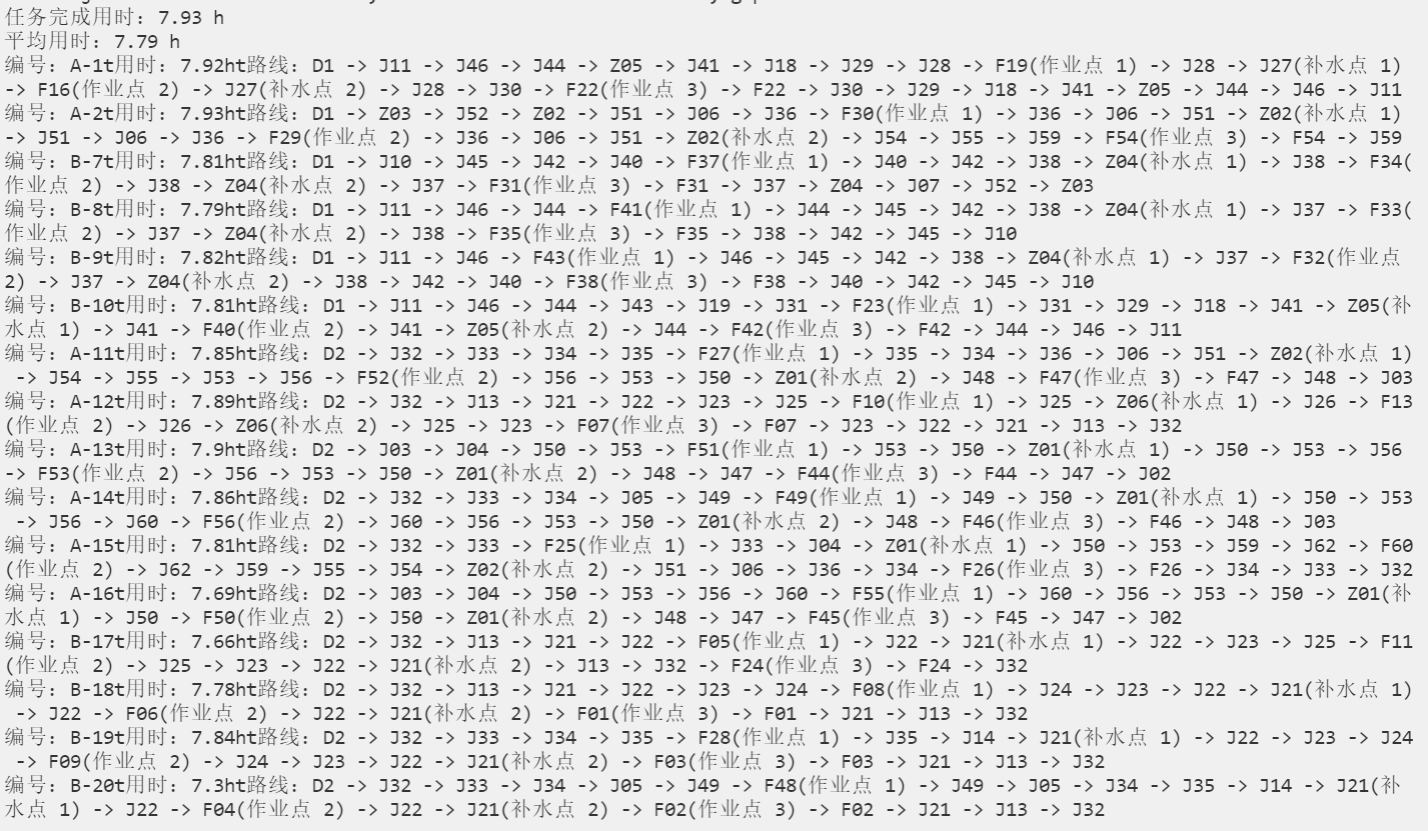 任务完成用时: 7.93 h
平均用时: 7.79 h
编号: A-1t用时: 7.92ht路线: D1 -> J11 -> J46 -> J44 -> Z05 -> J41 -> J18 -> J29 -> J28 -> F19(作业点 1) -> J28 -> J27(补水点 1)
-> F16(作业点 2) -> J27(补水点 2) -> J28 -> J30 -> F22(作业点 3) -> F22 -> J30 -> J29 -> J18 -> J41 -> Z05 -> J44 -> J46 -> J11
编号: A-2t用时: 7.93ht路线: D1 -> Z03 -> J52 -> Z02 -> J51 -> J06 -> J36 -> F30(作业点 1) -> J36 -> J06 -> J51 -> Z02(补水点 1)
-> J51 -> J06 -> J36 -> F29(作业点 2) -> J36 -> J06 -> J51 -> Z02(补水点 2) -> J54 -> J55 -> J59 -> F54(作业点 3) -> F54 -> J59
编号: B-7t用时: 7.81ht路线: D1 -> J10 -> J45 -> J42 -> J40 -> F37(作业点 1) -> J40 -> J42 -> J38 -> Z04(补水点 1) -> J38 -> F34(
作业点 2) -> J38 -> Z04(补水点 2) -> J37 -> F31(作业点 3) -> F31 -> J37 -> Z04 -> J07 -> J52 -> Z03
编号: B-8t用时: 7.79ht路线: D1 -> J11 -> J46 -> J44 -> F41(作业点 1) -> J44 -> J45 -> J42 -> J38 -> Z04(补水点 1) -> J37 -> F33(
作业点 2) -> J37 -> Z04(补水点 2) -> J38 -> F35(作业点 3) -> F35 -> J38 -> J42 -> J45 -> J10
编号: B-9t用时: 7.82ht路线: D1 -> J11 -> J46 -> F43(作业点 1) -> J46 -> J45 -> J42 -> J38 -> Z04(补水点 1) -> J37 -> F32(作业点
2) -> J37 -> Z04(补水点 2) -> J38 -> J42 -> J40 -> F38(作业点 3) -> F38 -> J40 -> J42 -> J45 -> J10
编号: B-10t用时: 7.81ht路线: D1 -> J11 -> J46 -> J44 -> J43 -> J19 -> J31 -> F23(作业点 1) -> J31 -> J29 -> J18 -> J41 -> Z05(补
水点 1) -> J41 -> F40(作业点 2) -> J41 -> Z05(补水点 2) -> J44 -> F42(作业点 3) -> F42 -> J44 -> J46 -> J11
编号: A-11t用时: 7.85ht路线: D2 -> J32 -> J33 -> J34 -> J35 -> F27(作业点 1) -> J35 -> J34 -> J36 -> J06 -> J51 -> Z02(补水点 1)
-> J54 -> J55 -> J53 -> J56 -> F52(作业点 2) -> J56 -> J53 -> J50 -> Z01(补水点 2) -> J48 -> F47(作业点 3) -> F47 -> J48 -> J03
编号: A-12t用时: 7.89ht路线: D2 -> J32 -> J13 -> J21 -> J22 -> J23 -> J25 -> F10(作业点 1) -> J25 -> Z06(补水点 1) -> J26 -> F13
(作业点 2) -> J26 -> Z06(补水点 2) -> J25 -> J23 -> F07(作业点 3) -> F07 -> J23 -> J22 -> J21 -> J13 -> J32
编号: A-13t用时: 7.9ht路线: D2 -> J03 -> J04 -> J50 -> J53 -> F51(作业点 1) -> J53 -> J50 -> Z01(补水点 1) -> J50 -> J53 -> J56
-> F53(作业点 2) -> J56 -> J53 -> J50 -> Z01(补水点 2) -> J48 -> J47 -> F44(作业点 3) -> F44 -> J47 -> J02
编号: A-14t用时: 7.86ht路线: D2 -> J32 -> J33 -> J34 -> J05 -> J49 -> F49(作业点 1) -> J49 -> J50 -> Z01(补水点 1) -> J50 -> J53
-> J56 -> J60 -> F56(作业点 2) -> J60 -> J56 -> J53 -> J50 -> Z01(补水点 2) -> J48 -> F46(作业点 3) -> F46 -> J48 -> J03
编号: A-15t用时: 7.81ht路线: D2 -> J32 -> J33 -> F25(作业点 1) -> J33 -> J04 -> Z01(补水点 1) -> J50 -> J53 -> J59 -> J62 -> F60
(作业点 2) -> J62 -> J59 -> J55 -> J54 -> Z02(补水点 2) -> J51 -> J06 -> J36 -> J34 -> F26(作业点 3) -> F26 -> J34 -> J33 -> J32
编号: A-16t用时: 7.69ht路线: D2 -> J03 -> J04 -> J50 -> J53 -> J56 -> J60 -> F55(作业点 1) -> J60 -> J56 -> J53 -> J50 -> Z01(补
水点 1) -> J50 -> F50(作业点 2) -> J50 -> Z01(补水点 2) -> J48 -> J47 -> F45(作业点 3) -> F45 -> J47 -> J02
编号: B-17t用时: 7.66ht路线: D2 -> J32 -> J13 -> J21 -> J22 -> F05(作业点 1) -> J22 -> J21(补水点 1) -> J22 -> J23 -> J25 -> F11
(作业点 2) -> J25 -> J23 -> J22 -> J21(补水点 2) -> J13 -> J32 -> F24(作业点 3) -> F24 -> J32
编号: B-18t用时: 7.78ht路线: D2 -> J32 -> J13 -> J21 -> J22 -> J23 -> J24 -> F08(作业点 1) -> J24 -> J23 -> J22 -> J21(补水点 1)
-> J22 -> F06(作业点 2) -> J22 -> J21(补水点 2) -> F01(作业点 3) -> F01 -> J21 -> J13 -> J32
编号: B-19t用时: 7.84ht路线: D2 -> J32 -> J33 -> J34 -> J35 -> F28(作业点 1) -> J35 -> J14 -> J21(补水点 1) -> J22 -> J23 -> J24
-> F09(作业点 2) -> J24 -> J23 -> J22 -> J21(补水点 2) -> F03(作业点 3) -> F03 -> J21 -> J13 -> J32
编号: B-20t用时: 7.3ht路线: D2 -> J32 -> J33 -> J34 -> J05 -> J49 -> F48(作业点 1) -> J49 -> J05 -> J34 -> J35 -> J14 -> J21(补
水点 1) -> J22 -> F04(作业点 2) -> J22 -> J21(补水点 2) -> F02(作业点 3) -> F02 -> J21 -> J13 -> J32